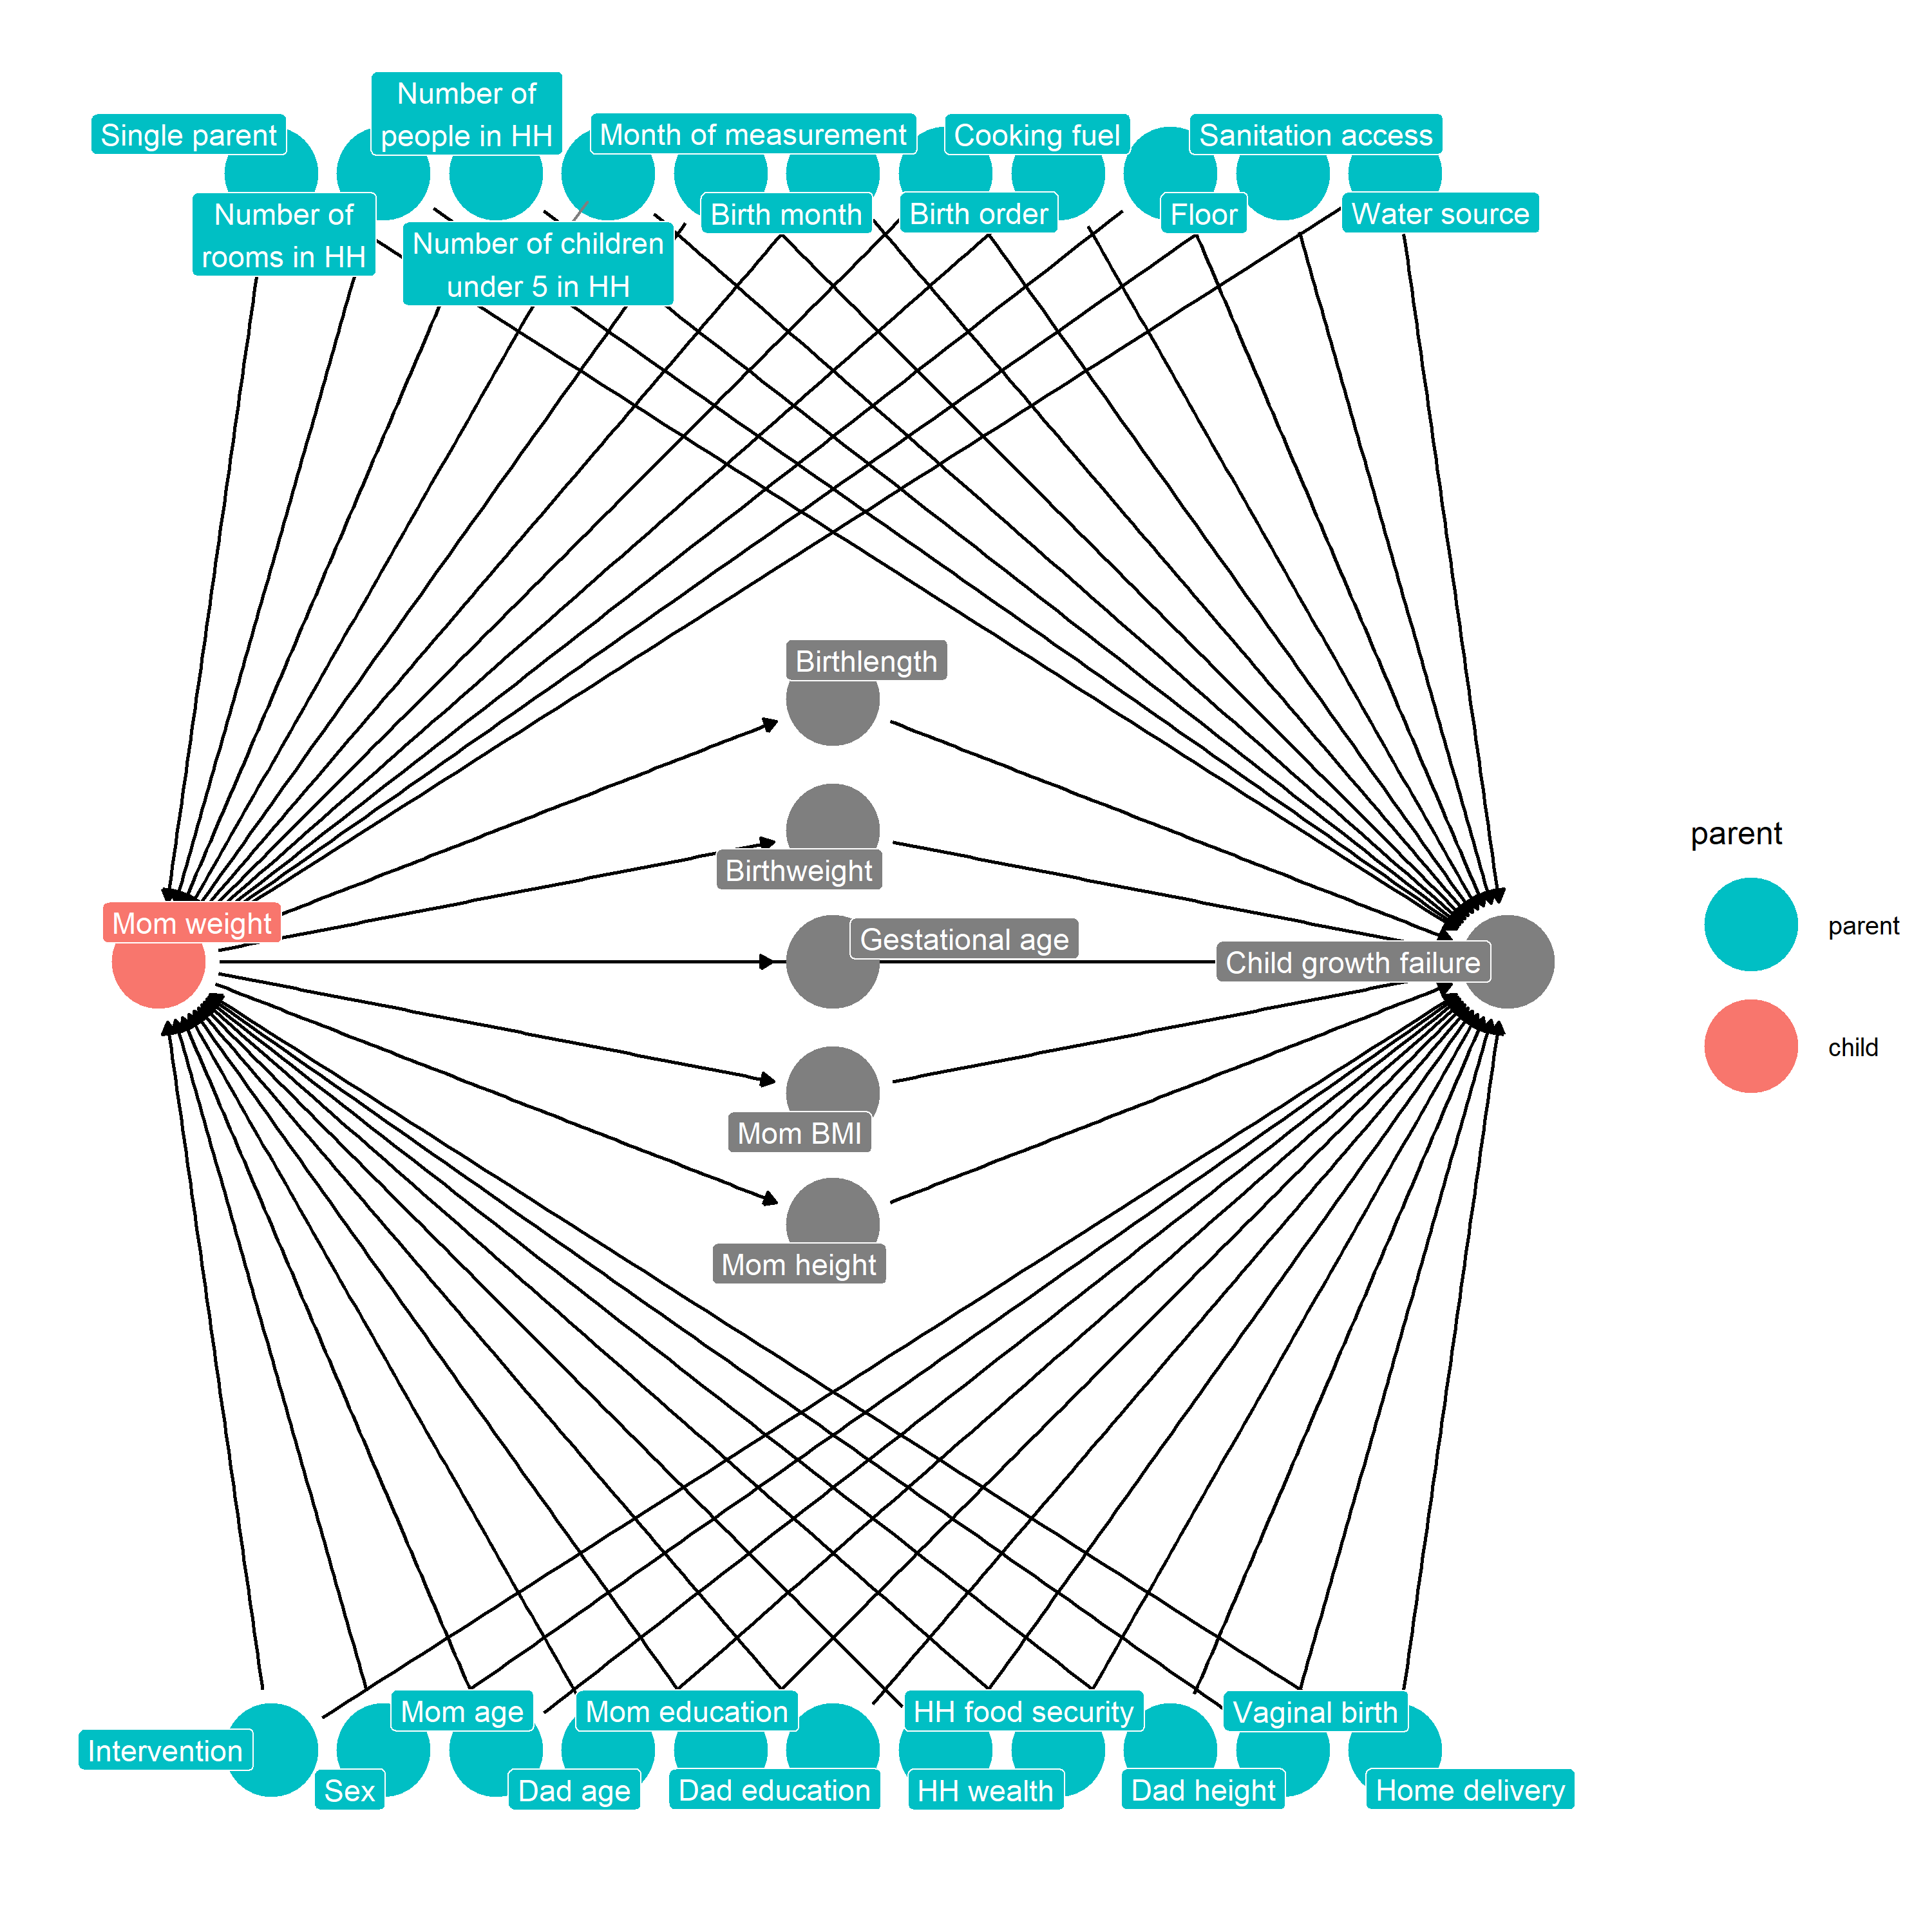 Number of
people in HH
Single parent
Month of measurement
Cooking fuel
Sanitation access
Number of
rooms in HH
Number of children
under 5 in HH
Birth month
Birth order
Floor
Water source
Birthlength
Birthweight
Mom weight
Gestational age
Child growth failure
Mom BMI
Mom height
parent
parent
child
Intervention
Mom age
Mom education
HH food security
Vaginal birth
Sex
Dad age
Dad education
HH wealth
Dad height
Home delivery